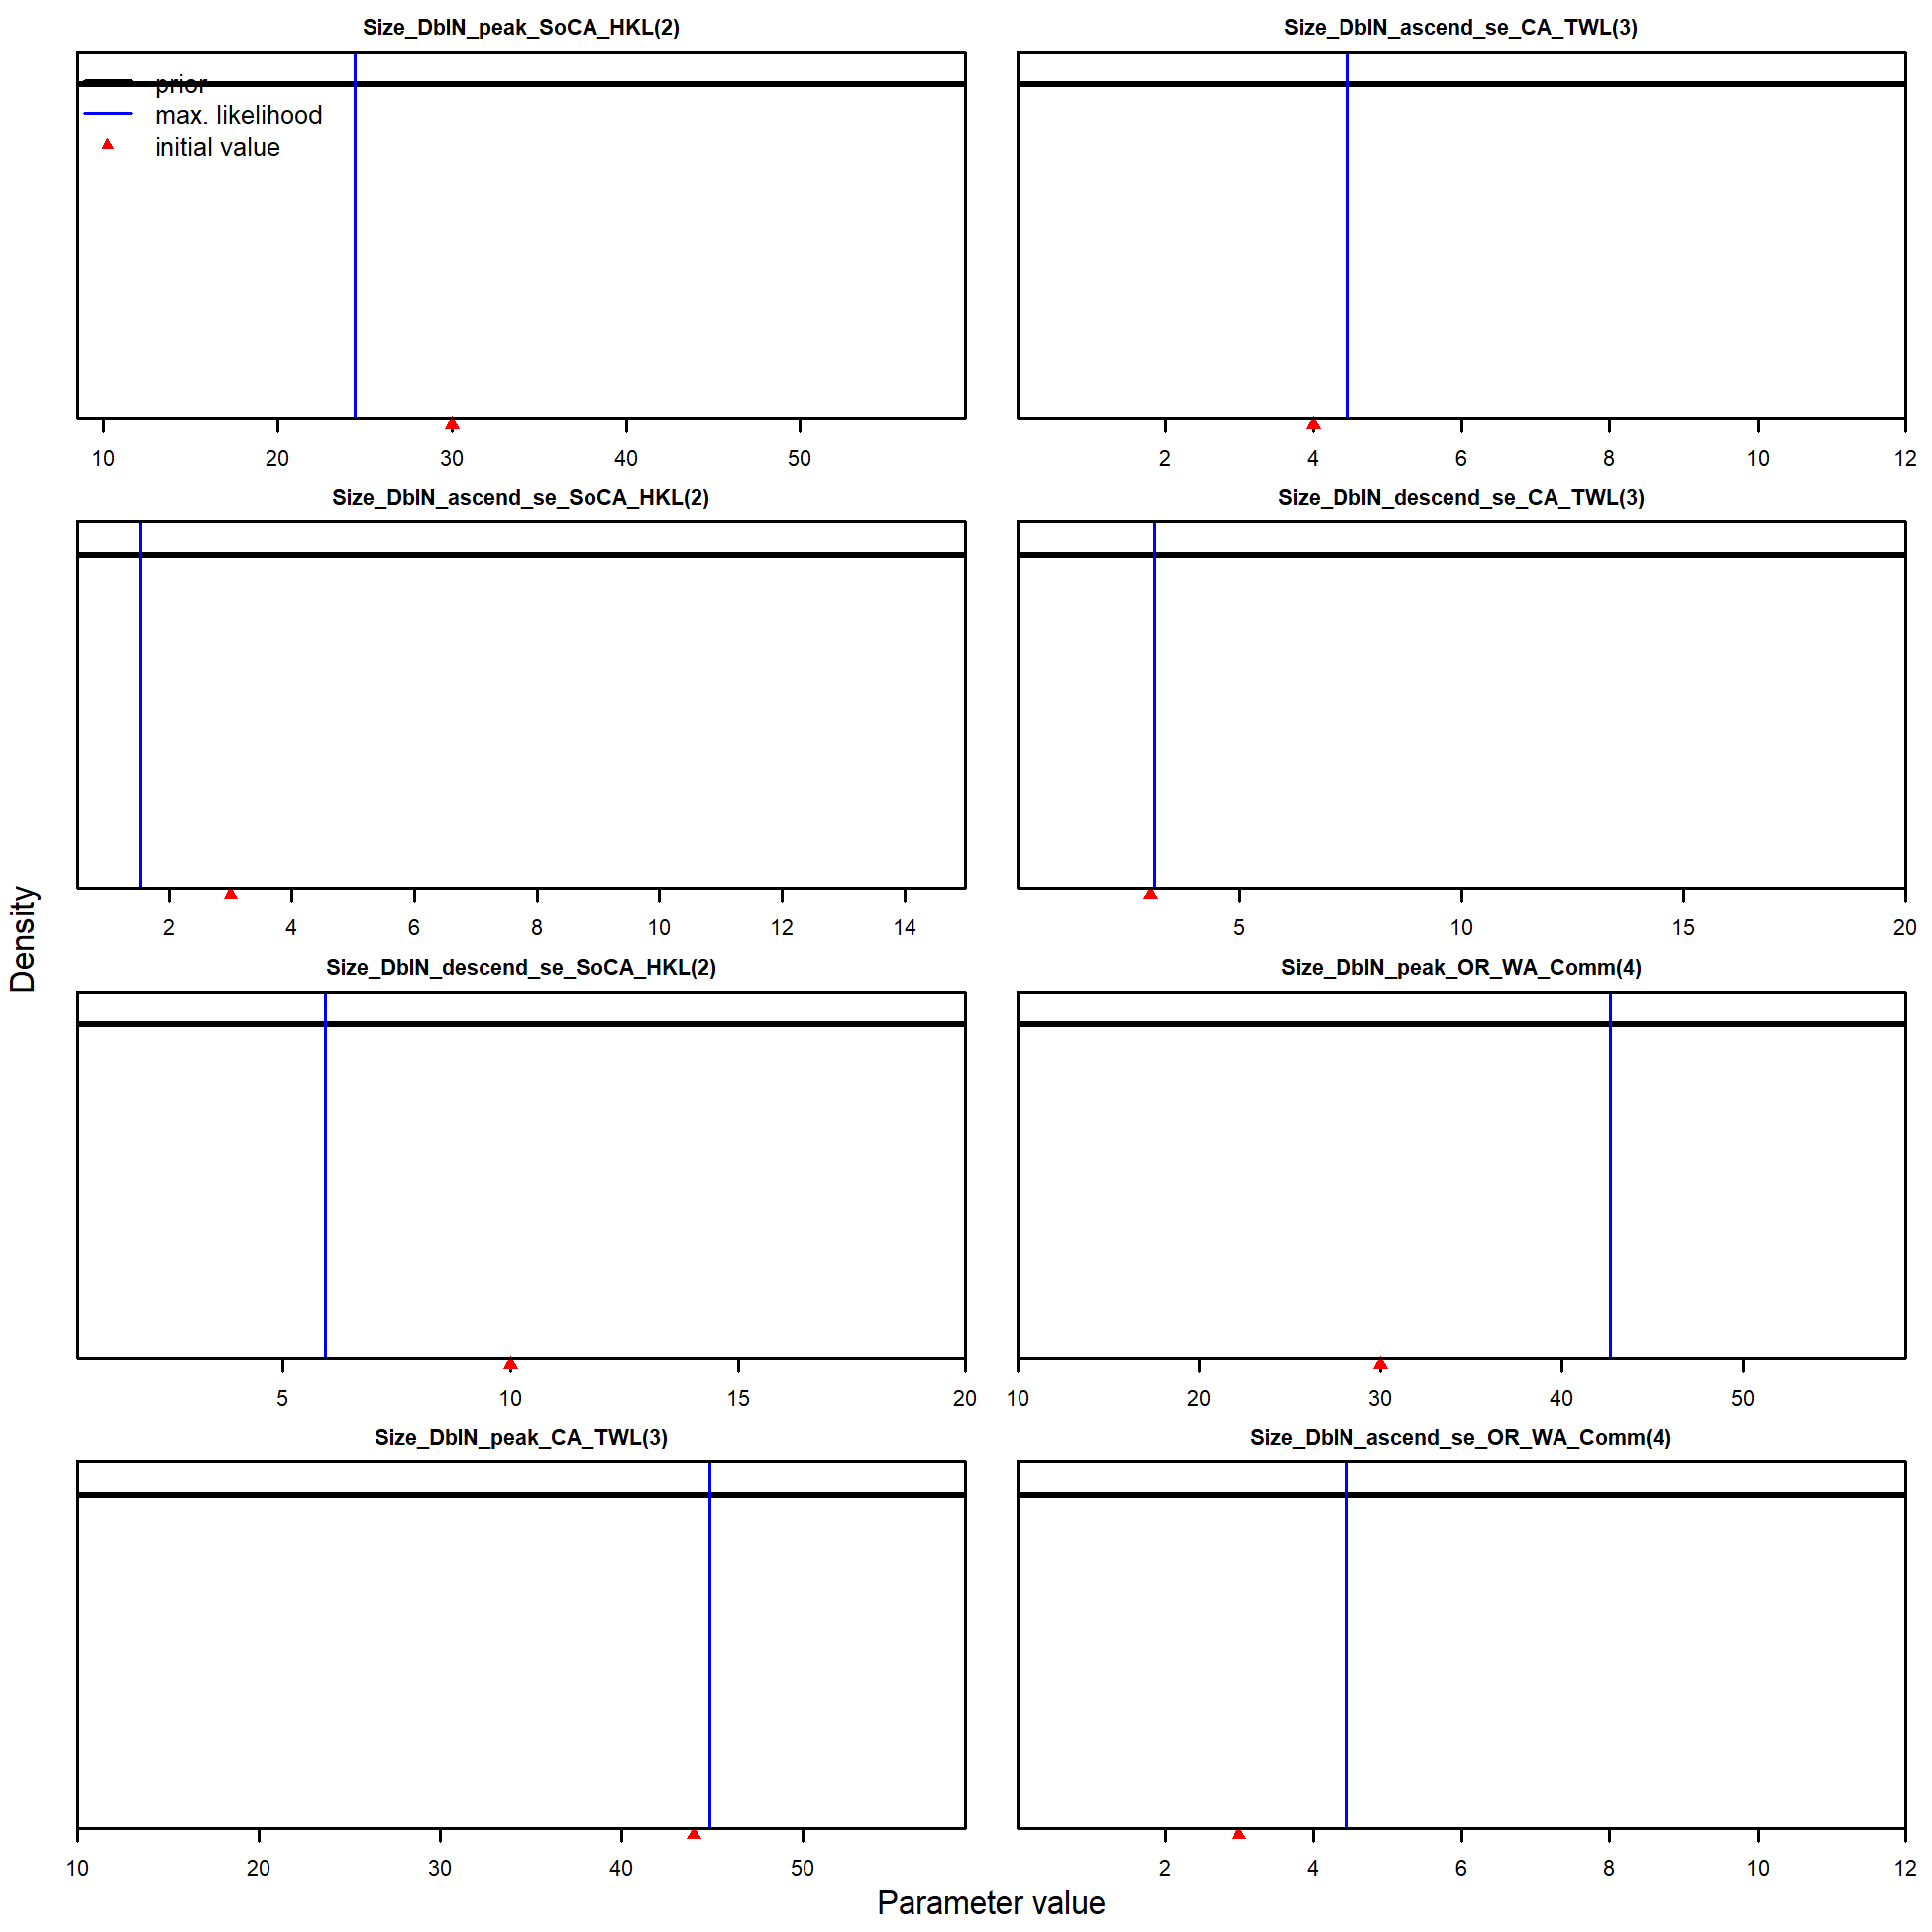 Size_DblN_peak_SoCA_HKL(2)
prior
max. likelihood
initial value
10 20 30 40 50
Size_DblN_ascend_se_CA_TWL(3)
2 4 6 8 10 12
Size_DblN_ascend_se_SoCA_HKL(2)
2 4 6 8 10 12 14
Size_DblN_descend_se_CA_TWL(3)
5 10 15 20
Size_DblN_descend_se_SoCA_HKL(2)
5 10 15 20
Size_DblN_peak_OR_WA_Comm(4)
10 20 30 40 50
Size_DblN_peak_CA_TWL(3)
10 20 30 40 50
Size_DblN_ascend_se_OR_WA_Comm(4)
2 4 6 8 10 12
Density
Parameter value